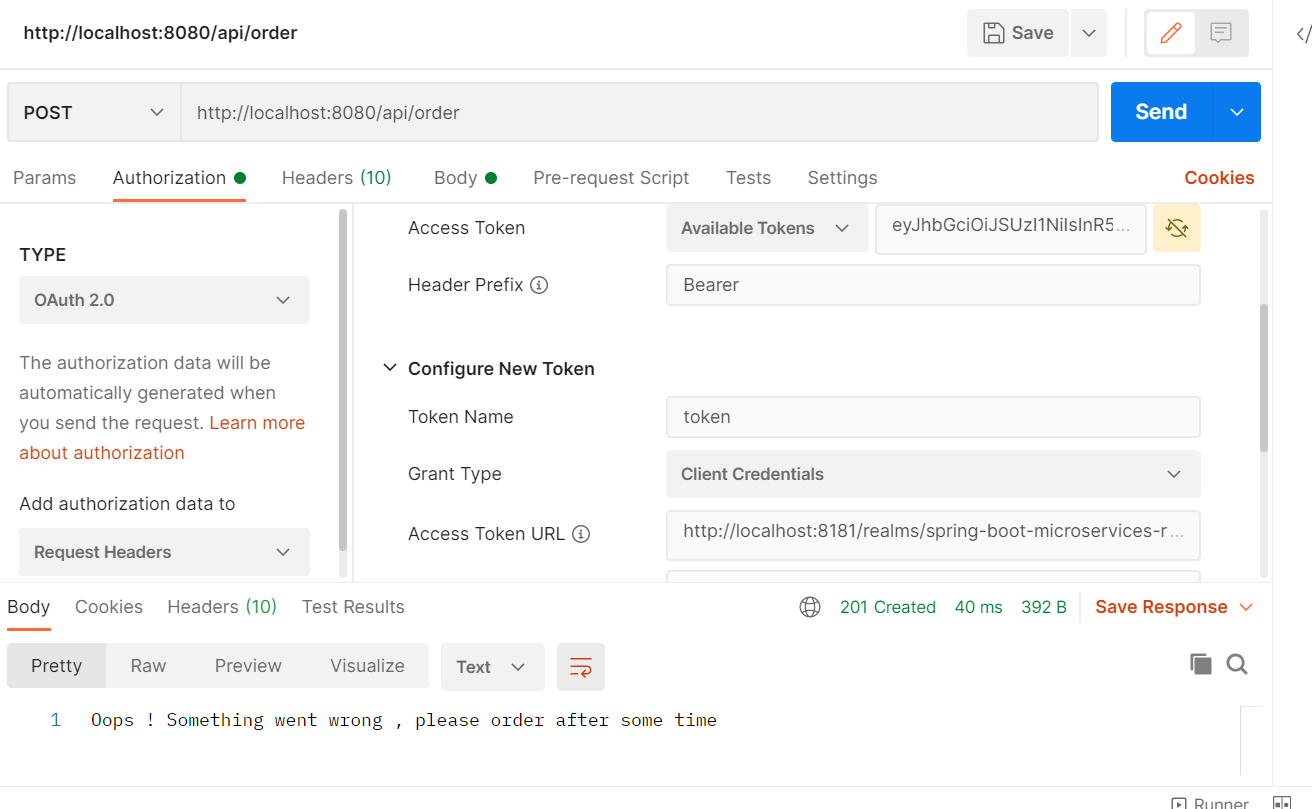 http://localhost:8080/api/order
Save
POST
http://localhost:8080/api/order
Send
Params
Authorization
Headers (10)
Body
Pre-request Script
Tests
Settings
Cookies
TYPE
OAuth 2.0
The authorization data will be
automatically generated when
you send the request. Learn more
about authorization
Add authorization data to
Request Headers
Access Token
Available Tokens
eyJhbGciOiJSUzI1NiIsInR5...
Header Prefix
Bearer
Configure New Token
Token Name
token
Grant Type
Client Credentials
Access Token URL
http://localhost:8181/realms/spring-boot-microservices-r...
Body
Cookies
Headers (10)
Test Results
201 Created
40 ms
392 B
Save Response
Pretty
Raw
Preview
Visualize
Text
1 Oops ! Something went wrong , please order after some time
Runner